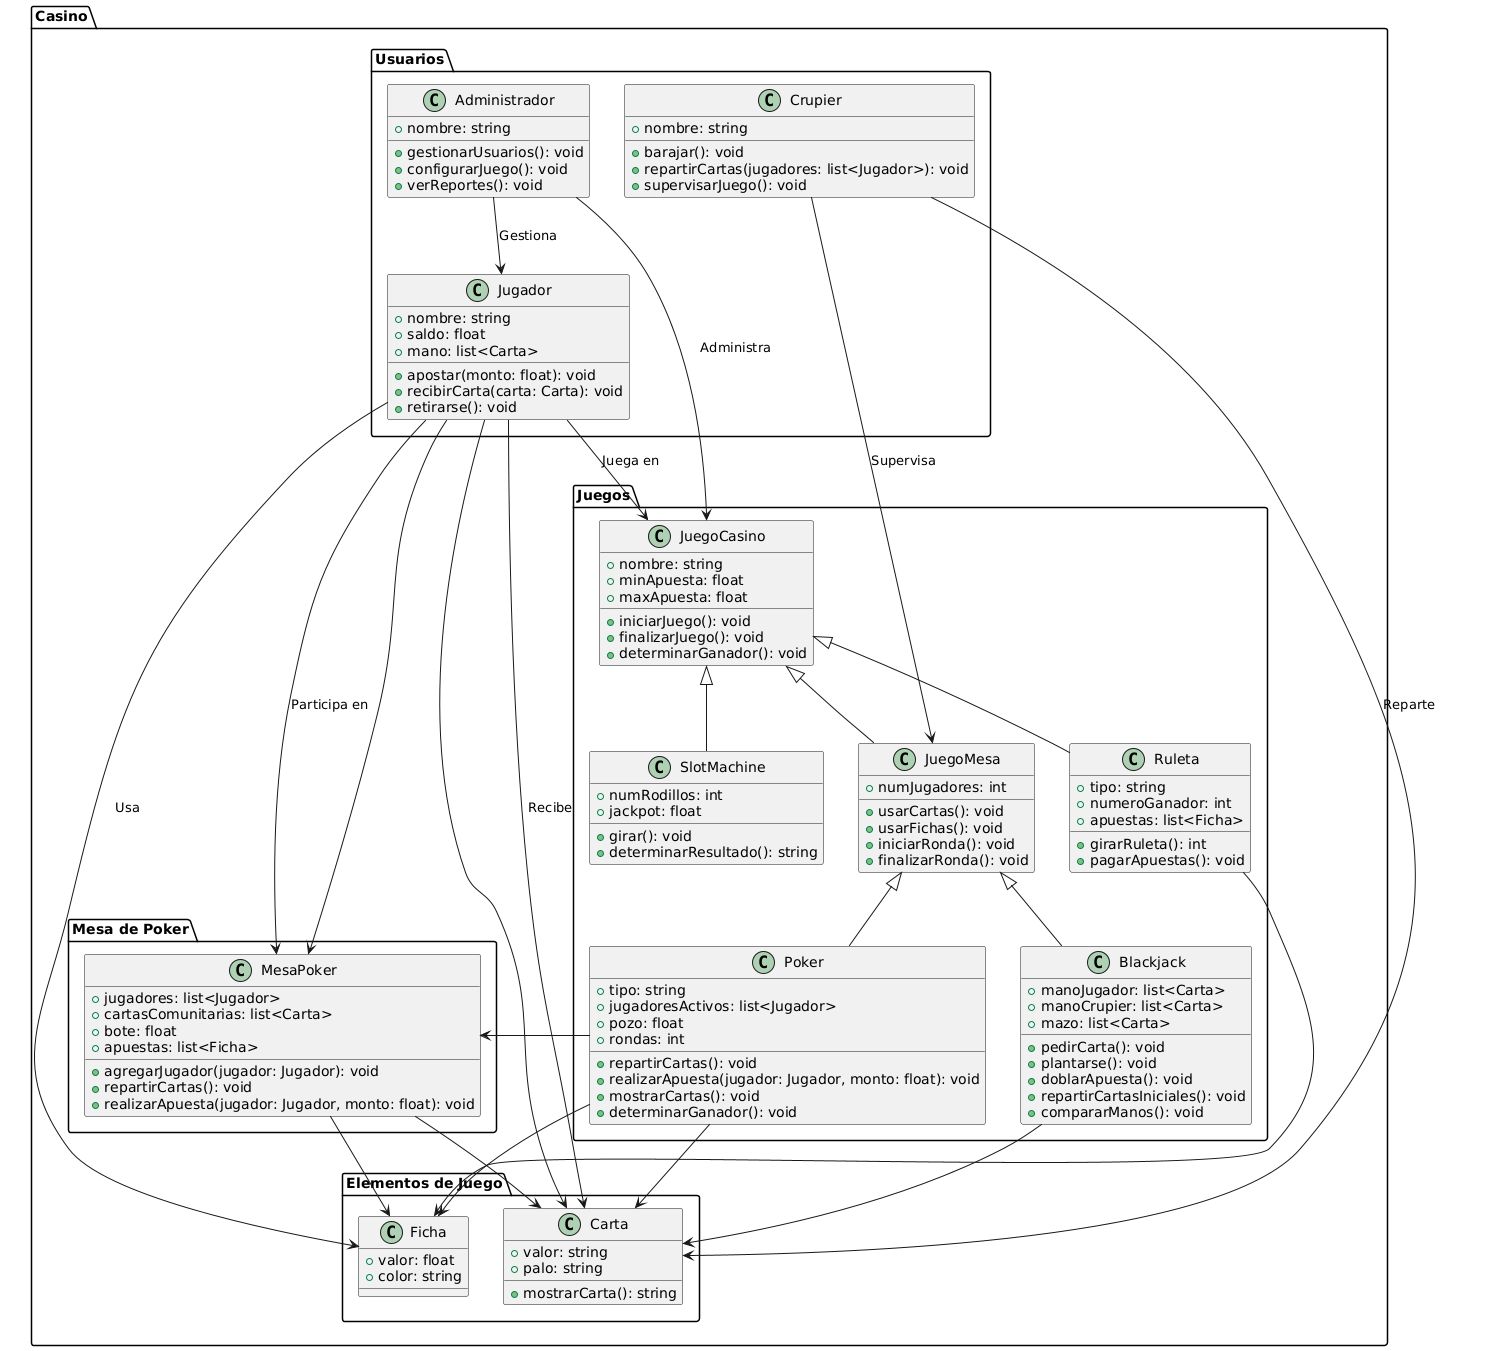 Casino
Usuarios
C Administrador
nombre: string
gestionarUsuarios(): void
configurarJuego(): void
verReportes(): void
C Crupier
nombre: string
barajar(): void
repartirCartas(jugadores: list<Jugador>): void
supervisarJuego(): void
Gestiona
C Jugador
nombre: string
saldo: float
mano: list<Carta>
apostar(monto: float): void
recibirCarta(carta: Carta): void
retirarse(): void
Administra
Juega en
Supervisa
Juegos
C JuegoCasino
nombre: string
minApuesta: float
maxApuesta: float
iniciarJuego(): void
finalizarJuego(): void
determinarGanador(): void
Participa en
Reparte
Usa
Recibe
C SlotMachine
numRodillos: int
jackpot: float
girar(): void
determinarResultado(): string
C JuegoMesa
numJugadores: int
usarCartas(): void
usarFichas(): void
iniciarRonda(): void
finalizarRonda(): void
C Ruleta
tipo: string
numeroGanador: int
apuestas: list<Ficha>
girarRuleta(): int
pagarApuestas(): void
Mesa de Poker
C MesaPoker
jugadores: list<Jugador>
cartasComunitarias: list<Carta>
bote: float
apuestas: list<Ficha>
agregarJugador(jugador: Jugador): void
repartirCartas(): void
realizarApuesta(jugador: Jugador, monto: float): void
C Poker
tipo: string
jugadoresActivos: list<Jugador>
pozo: float
rondas: int
repartirCartas(): void
realizarApuesta(jugador: Jugador, monto: float): void
mostrarCartas(): void
determinarGanador(): void
C Blackjack
manoJugador: list<Carta>
manoCrupier: list<Carta>
mazo: list<Carta>
pedirCarta(): void
plantarse(): void
doblarApuesta(): void
repartirCartasIniciales(): void
compararManos(): void
Elementos de Juego
C Ficha
valor: float
color: string
C Carta
valor: string
palo: string
mostrarCarta(): string